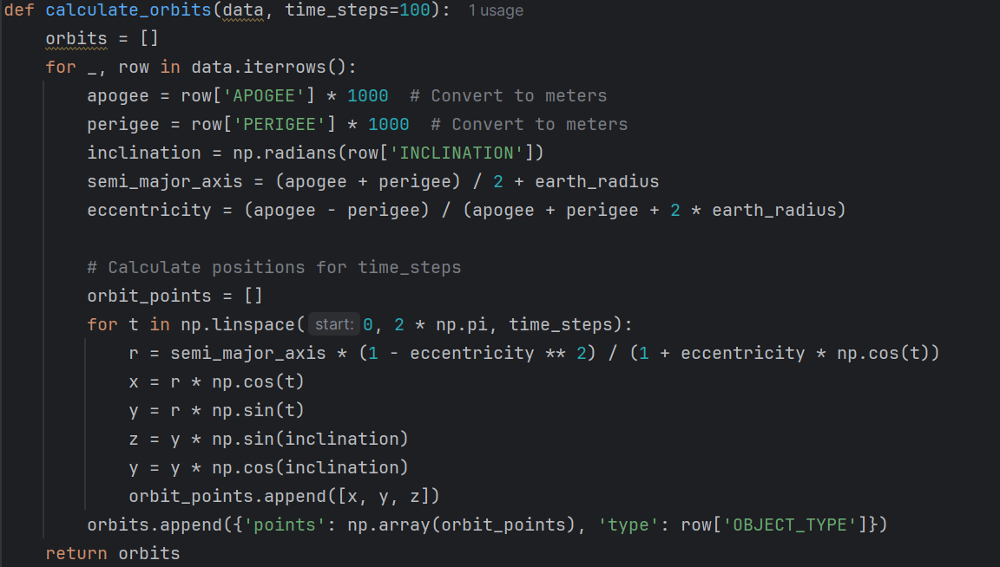 def calculate_orbits(data, time_steps=100): 1 usage
    orbits = []
    for _, row in data.iterrows():
        apogee = row['APOGEE'] * 1000  # Convert to meters
        perigee = row['PERIGEE'] * 1000  # Convert to meters
        inclination = np.radians(row['INCLINATION'])
        semi_major_axis = (apogee + perigee) / 2 + earth_radius
        eccentricity = (apogee - perigee) / (apogee + perigee + 2 * earth_radius)

        # Calculate positions for time_steps
        orbit_points = []
        for t in np.linspace( start: 0, 2 * np.pi, time_steps):
            r = semi_major_axis * (1 - eccentricity ** 2) / (1 + eccentricity * np.cos(t))
            x = r * np.cos(t)
            y = r * np.sin(t)
            z = y * np.sin(inclination)
            y = y * np.cos(inclination)
            orbit_points.append([x, y, z])
        orbits.append({'points': np.array(orbit_points), 'type': row['OBJECT_TYPE']})
    return orbits